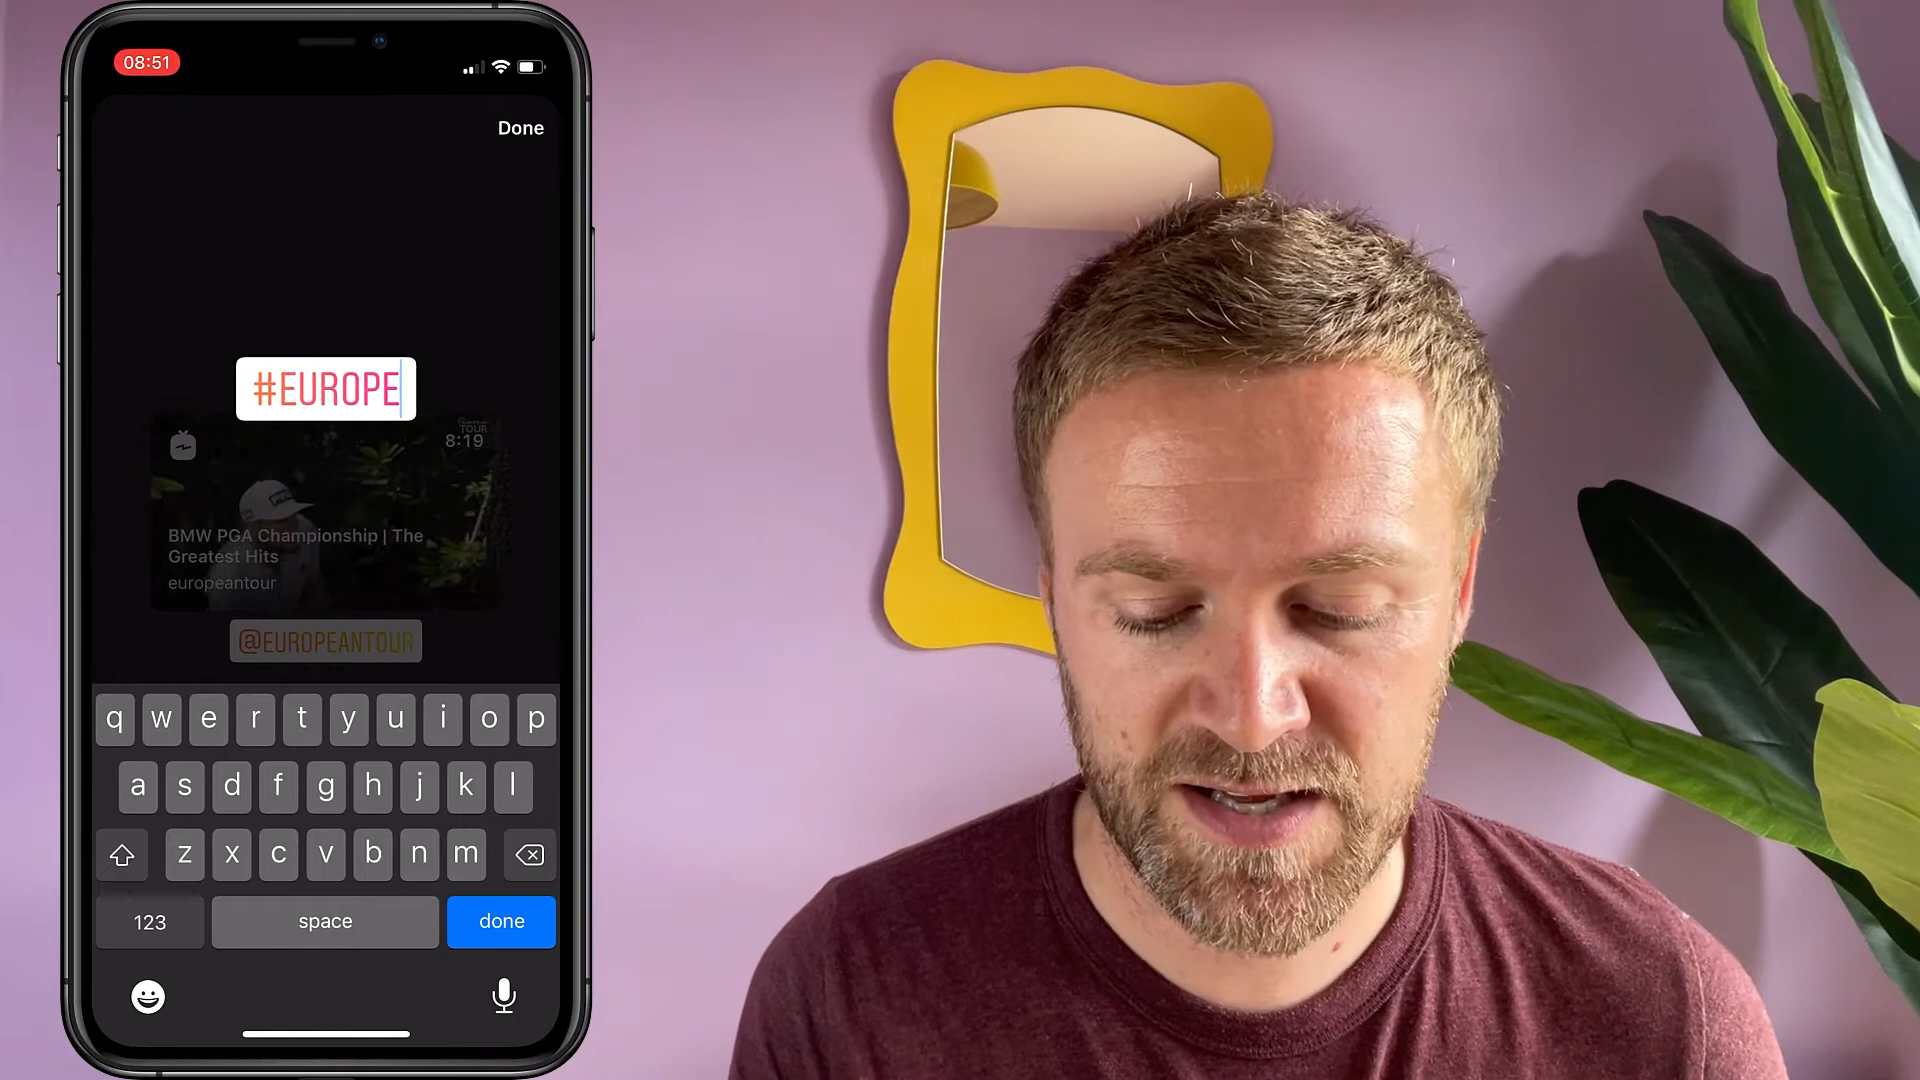 08:51
Done
#EUROPE
TOUR
8:19
BMW PGA Championship | The
Greatest Hits
europeantour
@EUROPEANTOUR
q w e r t y u i o p
a s d f g h j k l
z x c v b n m
123 space done